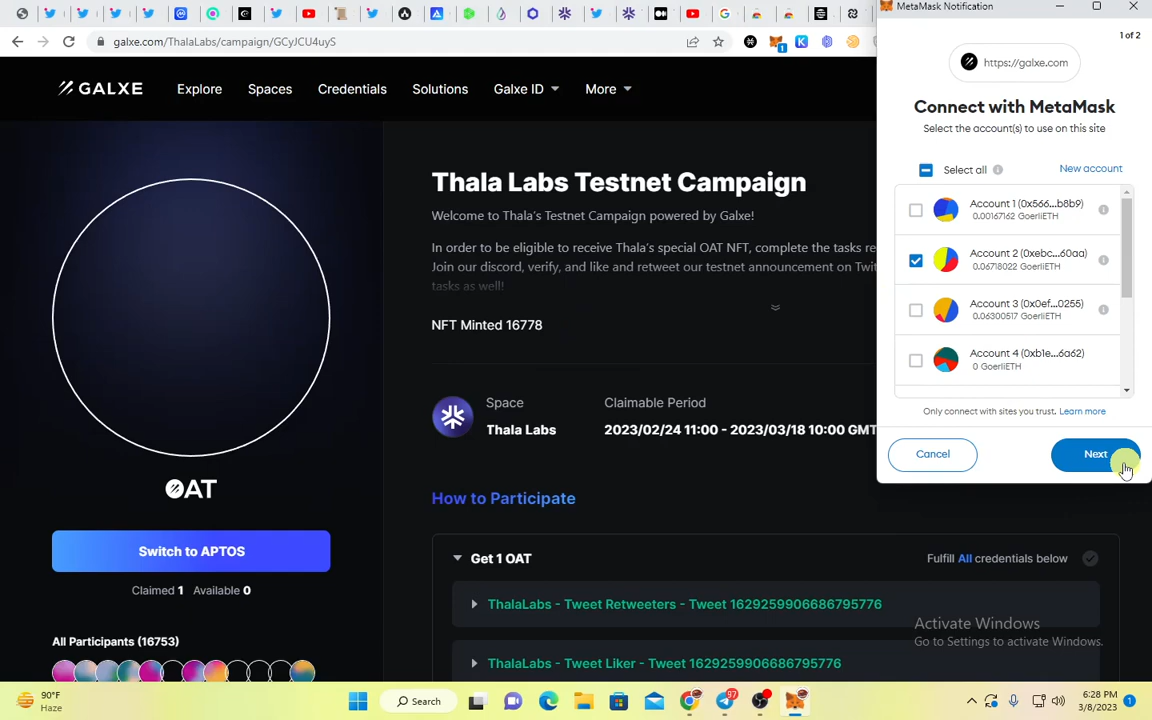 MetaMask Notification
galxe.com/ThalaLabs/campaign/GCyJCU4uyS
1
1 of 2
https://galxe.com
GALXE
Explore
Spaces
Credentials
Solutions
Galxe ID
More
Connect with MetaMask
Select the account(s) to use on this site
Select all
New account
Account 1 (0x566...b8b9)
0.00167162 GoerliETH
Account 2 (0xebc...60aa)
0.06718022 GoerliETH
Account 3 (0x0ef...0255)
0.06300517 GoerliETH
Account 4 (0xb1e...6a62)
0 GoerliETH
Only connect with sites you trust. Learn more
Cancel
Next
Thala Labs Testnet Campaign
Welcome to Thala's Testnet Campaign powered by Galxe!
In order to be eligible to receive Thala's special OAT NFT, complete the tasks re
Join our discord, verify, and like and retweet our testnet announcement on Twit
tasks as well!
NFT Minted 16778
Space
Thala Labs
Claimable Period
2023/02/24 11:00 - 2023/03/18 10:00 GMT
OAT
Switch to APTOS
Claimed 1 Available 0
All Participants (16753)
How to Participate
Get 1 OAT
Fulfill All credentials below
ThalaLabs - Tweet Retweeters - Tweet 1629259906686795776
ThalaLabs - Tweet Liker - Tweet 1629259906686795776
Activate Windows
Go to Settings to activate Windows.
90°F
Haze
Search
97
6:28 PM
3/8/2023
1